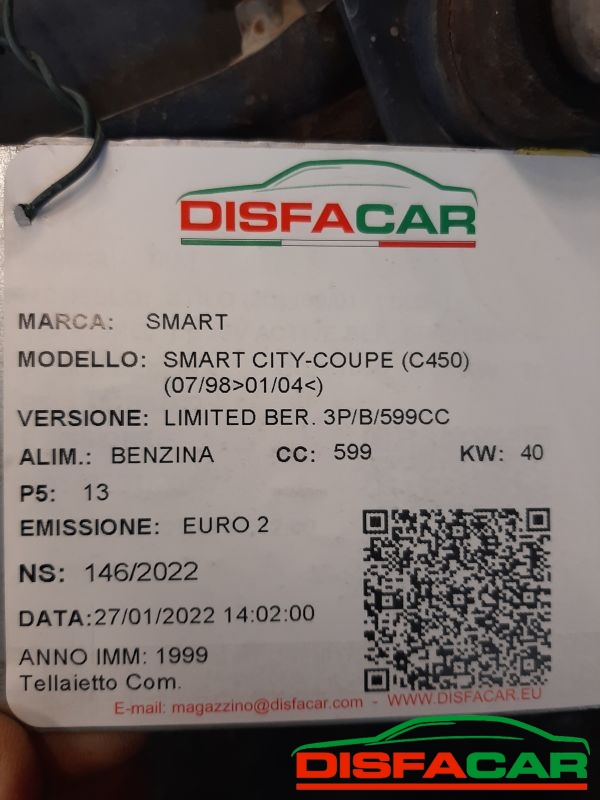 DISFACAR
MARCA: SMART
MODELLO: SMART CITY-COUPE (C450)
(07/98>01/04<)
VERSIONE: LIMITED BER. 3P/B/599CC
ALIM.: BENZINA CC: 599 KW: 40
P5: 13
EMISSIONE: EURO 2
NS: 146/2022
DATA:27/01/2022 14:02:00
ANNO IMM: 1999
Tellaietto Com.
E-mail: magazzino@disfacar.com - WWW.DISFACAR.EU
DISFACAR